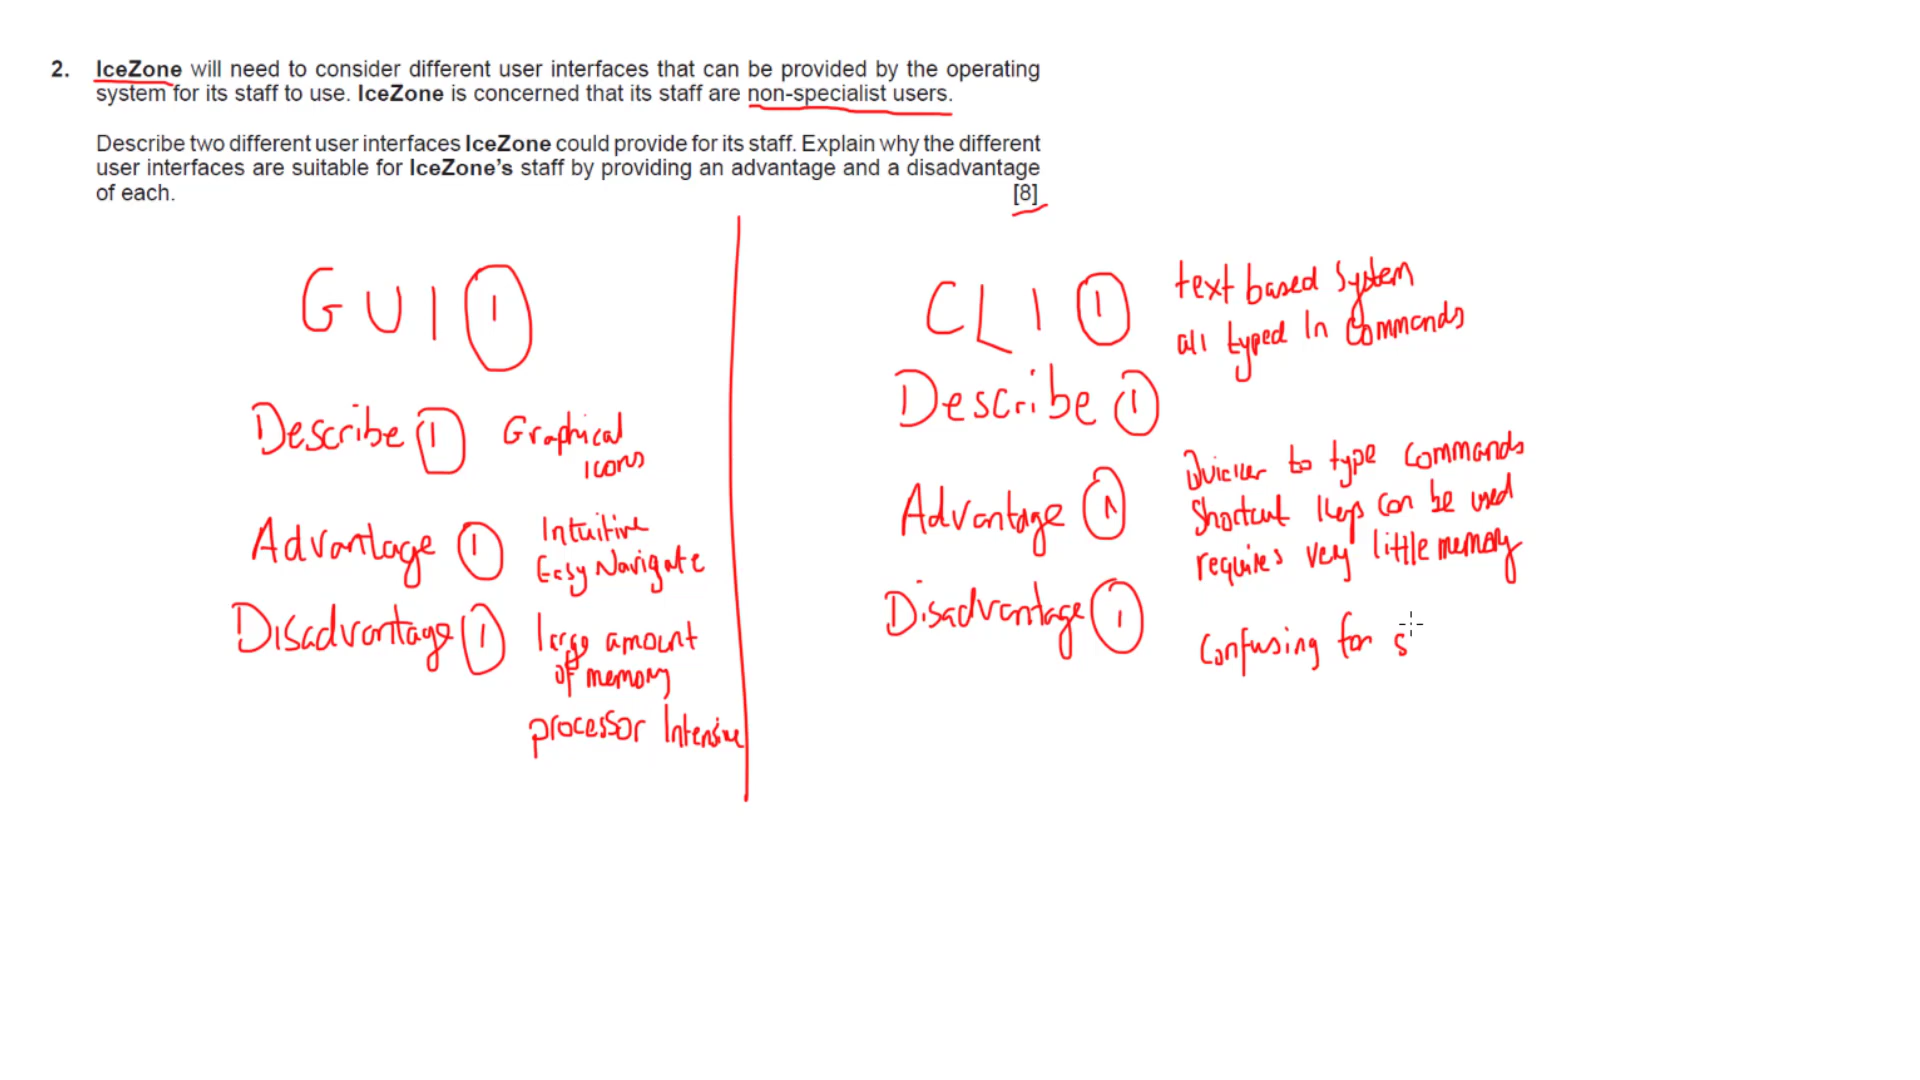 2. IceZone will need to consider different user interfaces that can be provided by the operating
system for its staff to use. IceZone is concerned that its staff are non-specialist users.
Describe two different user interfaces IceZone could provide for its staff. Explain why the different
user interfaces are suitable for IceZone's staff by providing an advantage and a disadvantage
of each.
[8]
GUI 1
Describe 1 Graphical
icons
Advantage 1 Intuitive
Easy Navigate
Disadvantage 1 large amount
of memory
processor Intensive
CLI 1 text based system
all typed In Commands
Describe 1
Advantage 1 Quicker to type commands
Shortcut keys can be used
requires very little memory
Disadvantage 1
Confusing for s